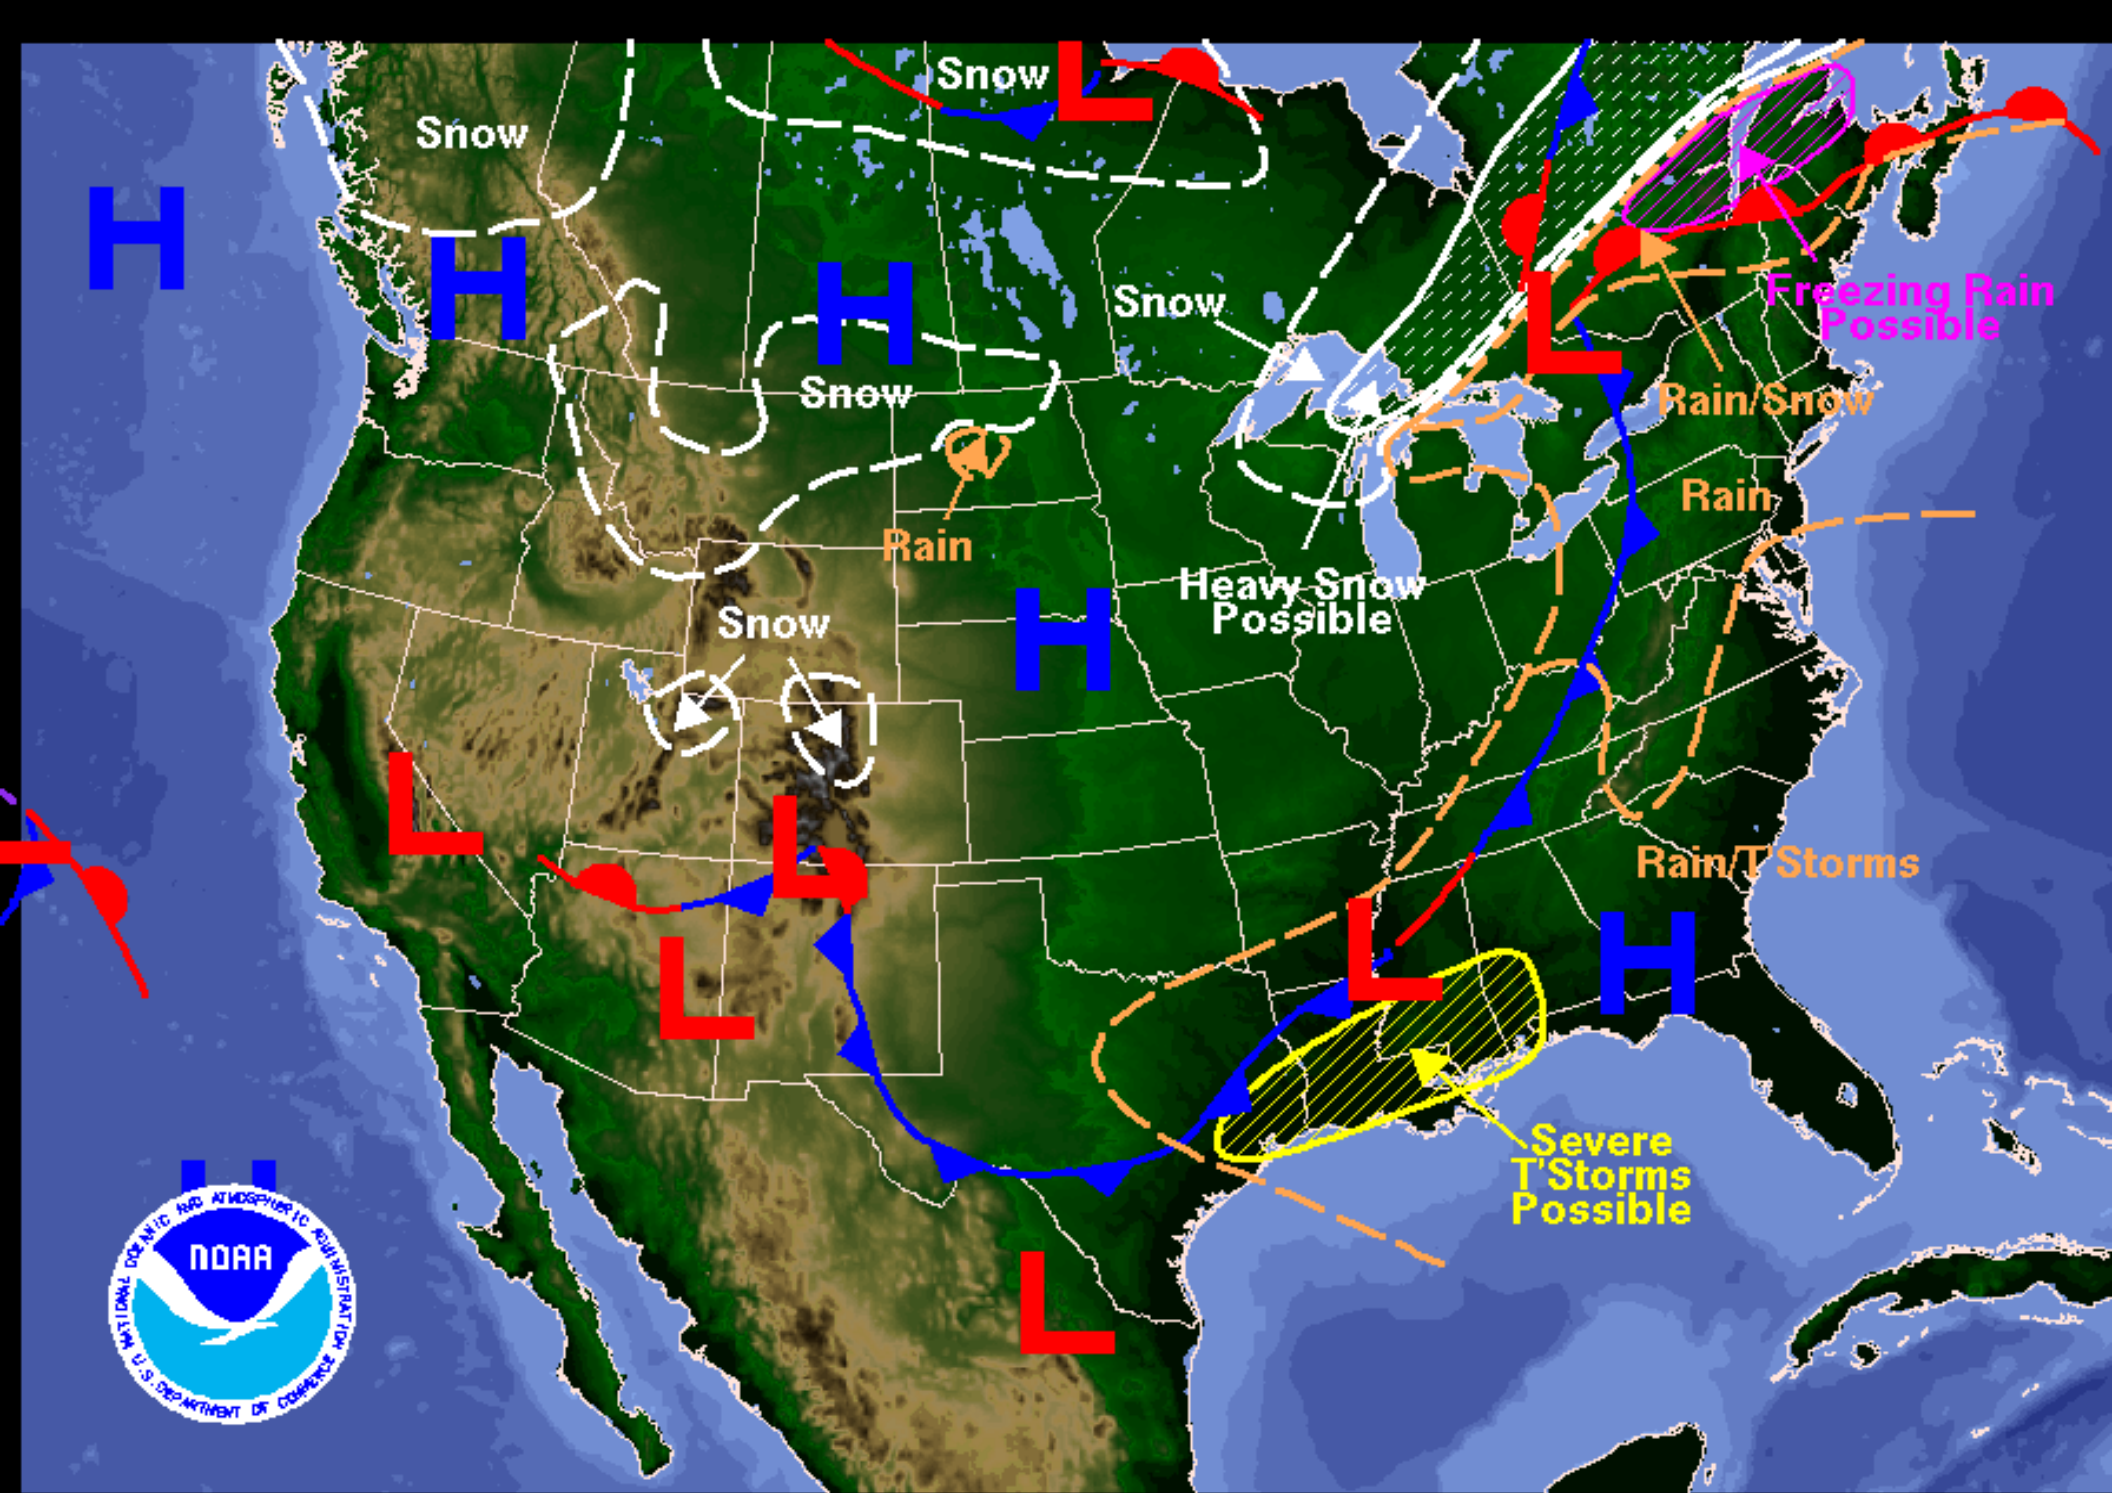 Snow
L
Snow
H
H
H
Snow
Freezing Rain
Possible
L
Snow
Rain/Snow
Rain
Rain
Heavy Snow
Possible
H
Snow
L
L
Rain/T'Storms
L
H
L
Severe
T'Storms
Possible
H
L
NATIONAL OCEANIC AND ATMOSPHERIC ADMINISTRATION
NOAA
U.S. DEPARTMENT OF COMMERCE